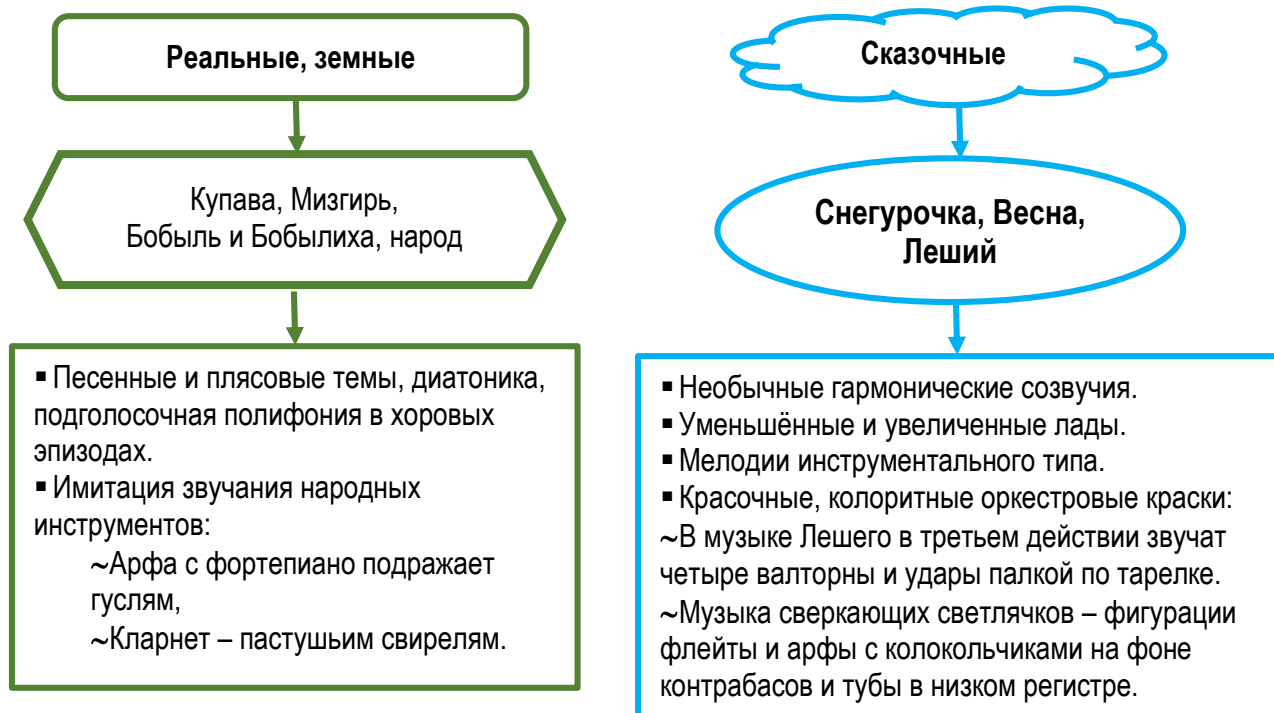 Реальные, земные
Купава, Мизгирь,
Бобыль и Бобылиха, народ
▪ Песенные и плясовые темы, диатоника,
подголосочная полифония в хоровых
эпизодах.
▪ Имитация звучания народных
инструментов:
~Арфа с фортепиано подражает
гуслям,
~Кларнет – пастушьим свирелям.
Сказочные
Снегурочка, Весна,
Леший
▪ Необычные гармонические созвучия.
▪ Уменьшённые и увеличенные лады.
▪ Мелодии инструментального типа.
▪ Красочные, колоритные оркестровые краски:
~В музыке Лешего в третьем действии звучат
четыре валторны и удары палкой по тарелке.
~Музыка сверкающих светлячков – фигурации
флейты и арфы с колокольчиками на фоне
контрабасов и тубы в низком регистре.